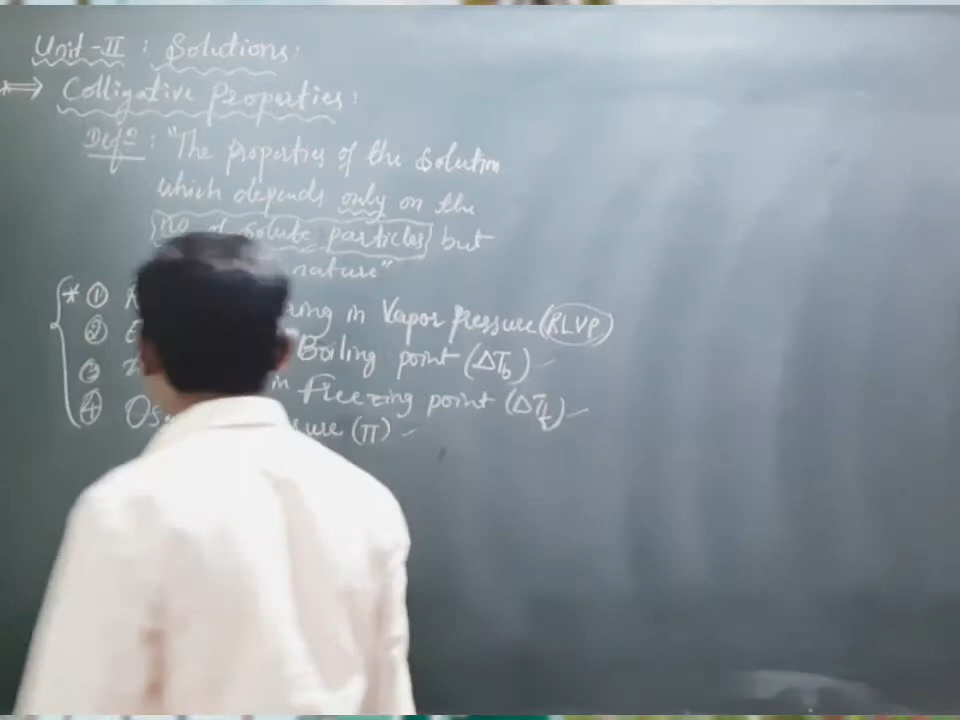 Unit-II : Solutions:
*⟹ Colligative Properties:
Defn: "The properties of the solution
which depends only on the
no of solute particles but
nature"
* ① ing in Vapor Pressure (RLVP)
② E Boiling point (ΔTb)
③ in Freezing point (ΔTf)
④ Os sure (π)